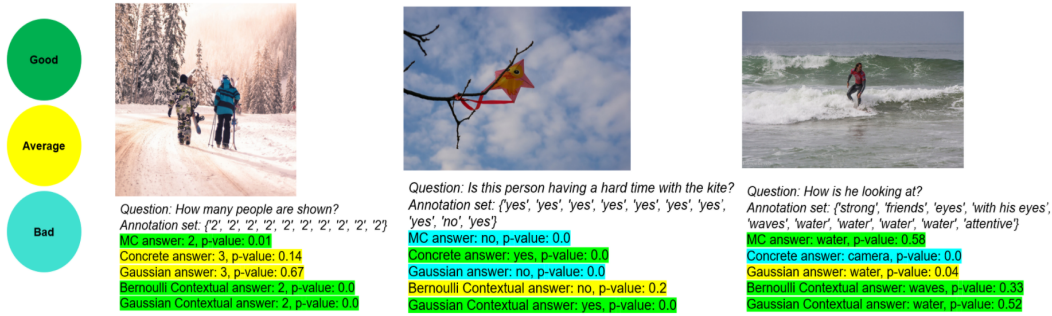 Good
Average
Bad
Question: How many people are shown?
Annotation set: {'2', '2', '2', '2', '2', '2', '2', '2', '2', '2'}
MC answer: 2, p-value: 0.01
Concrete answer: 3, p-value: 0.14
Gaussian answer: 3, p-value: 0.67
Bernoulli Contextual answer: 2, p-value: 0.0
Gaussian Contextual answer: 2, p-value: 0.0
Question: Is this person having a hard time with the kite?
Annotation set: {'yes', 'yes', 'yes', 'yes', 'yes', 'yes', 'yes',
'yes', 'no', 'yes'}
MC answer: no, p-value: 0.0
Concrete answer: yes, p-value: 0.0
Gaussian answer: no, p-value: 0.0
Bernoulli Contextual answer: no, p-value: 0.2
Gaussian Contextual answer: yes, p-value: 0.0
Question: How is he looking at?
Annotation set: {'strong', 'friends', 'eyes', 'with his eyes',
'waves', 'water', 'water', 'water', 'water', 'attentive'}
MC answer: water, p-value: 0.58
Concrete answer: camera, p-value: 0.0
Gaussian answer: water, p-value: 0.04
Bernoulli Contextual answer: waves, p-value: 0.33
Gaussian Contextual answer: water, p-value: 0.52